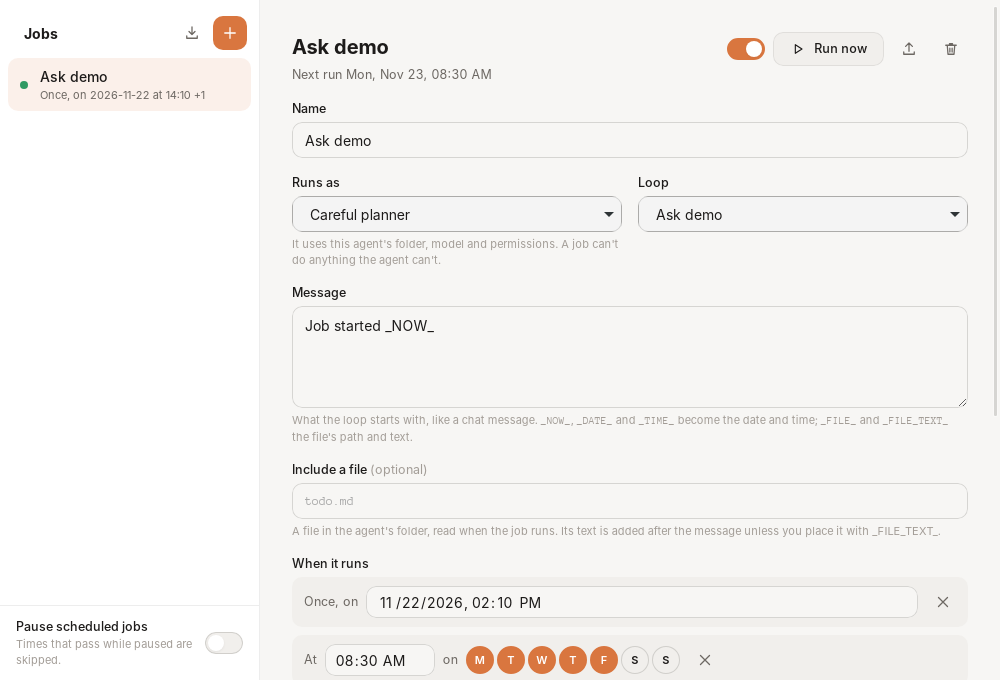 Jobs
Ask demo
Once, on 2026-11-22 at 14:10 +1
Pause scheduled jobs
Times that pass while paused are
skipped.
Ask demo
Run now
Next run Mon, Nov 23, 08:30 AM
Name
Ask demo
Runs as
Loop
Careful planner
Ask demo
It uses this agent's folder, model and permissions. A job can't
do anything the agent can't.
Message
Job started _NOW_
What the loop starts with, like a chat message. _NOW_, _DATE_ and _TIME_ become the date and time; _FILE_ and _FILE_TEXT_
the file's path and text.
Include a file (optional)
todo.md
A file in the agent's folder, read when the job runs. Its text is added after the message unless you place it with _FILE_TEXT_.
When it runs
Once, on 11/22/2026, 02:10 PM
At 08:30 AM on M T W T F S S